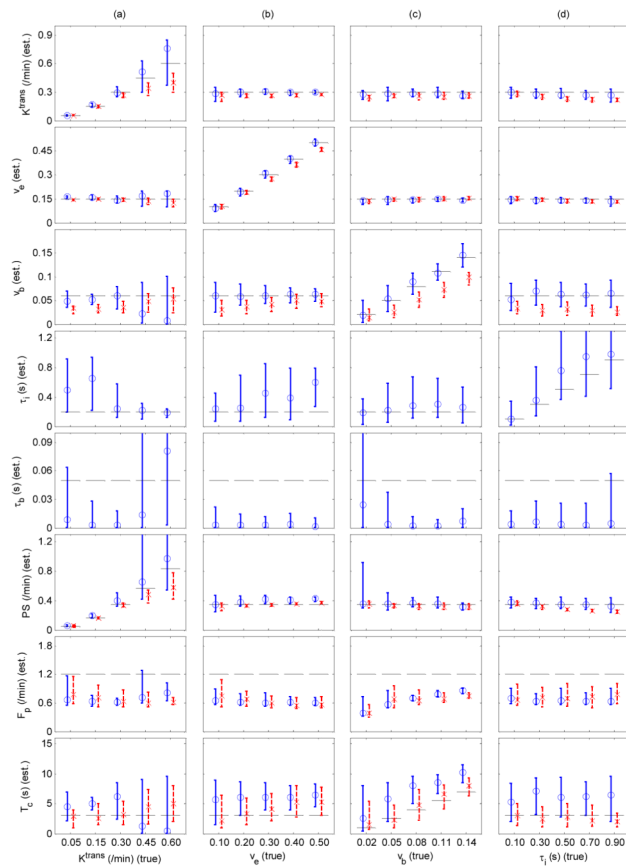 (a) (b) (c) (d)
K^trans (/min) (est.)
0.9
0.6
0.3
0
v_e (est.)
0.45
0.30
0.15
0
v_b (est.)
0.15
0.10
0.05
0
τ_i (s) (est.)
1.2
0.8
0.4
0
τ_b (s) (est.)
0.09
0.06
0.03
0
PS (/min) (est.)
1.2
0.8
0.4
0
F_p (/min) (est.)
1.8
1.2
0.6
0
T_c (s) (est.)
15
10
5
0
0.05 0.15 0.30 0.45 0.60
K^trans (/min) (true)
0.10 0.20 0.30 0.40 0.50
v_e (true)
0.02 0.05 0.08 0.11 0.14
v_b (true)
0.10 0.30 0.50 0.70 0.90
τ_i (s) (true)